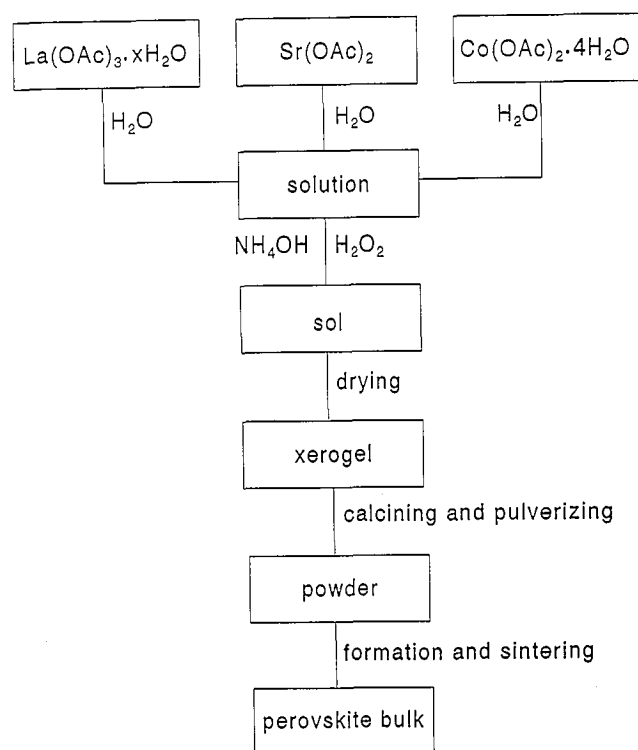 La(OAc)₃·xH₂O
Sr(OAc)₂
Co(OAc)₂·4H₂O
H₂O
H₂O
H₂O
solution
NH₄OH
H₂O₂
sol
drying
xerogel
calcining and pulverizing
powder
formation and sintering
perovskite bulk